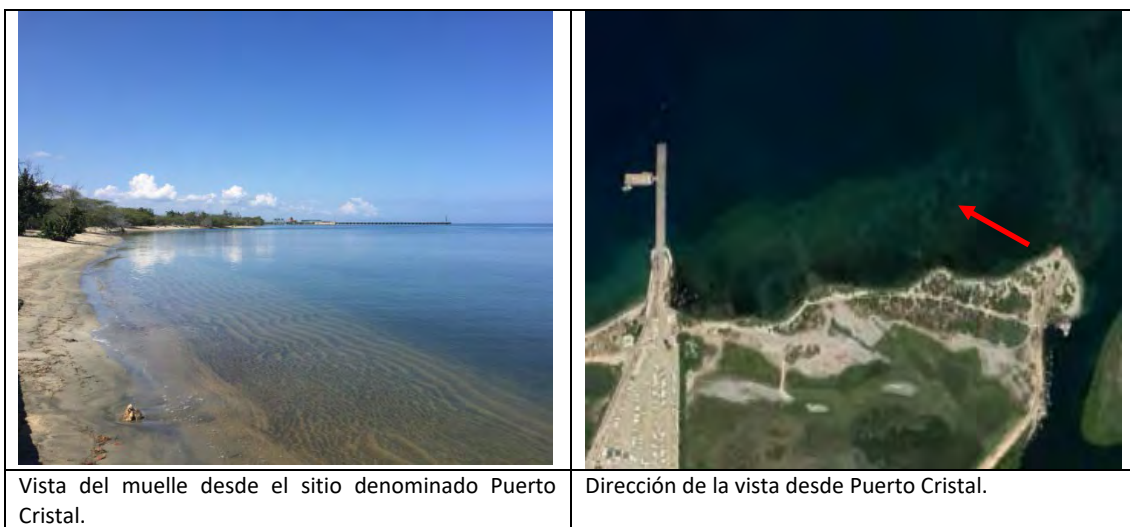 Vista del muelle desde el sitio denominado Puerto
Cristal.
Dirección de la vista desde Puerto Cristal.